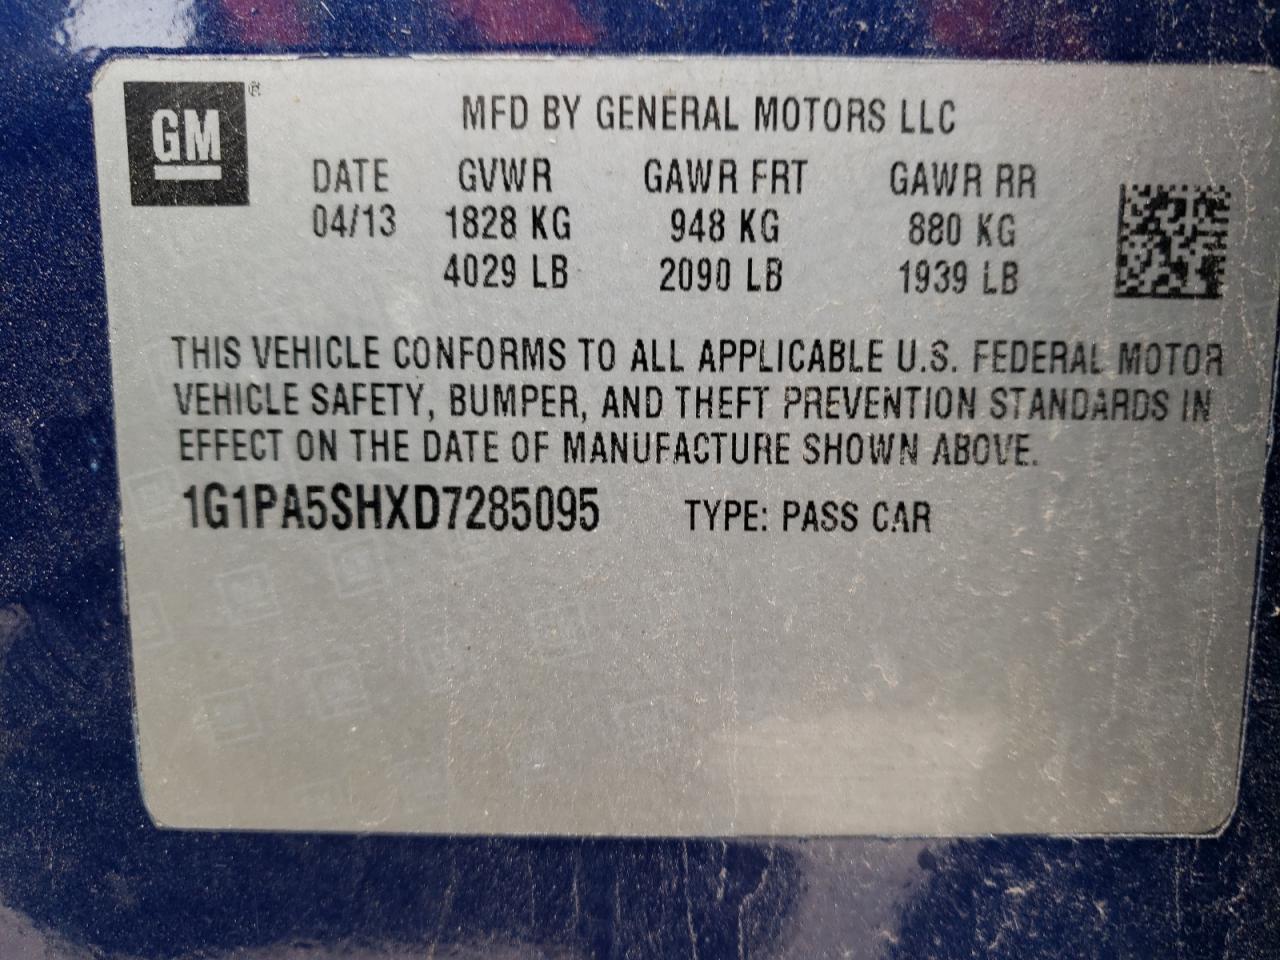 GM®
MFD BY GENERAL MOTORS LLC
DATE GVWR GAWR FRT GAWR RR
04/13 1828 KG 948 KG 880 KG
4029 LB 2090 LB 1939 LB
THIS VEHICLE CONFORMS TO ALL APPLICABLE U.S. FEDERAL MOTOR
VEHICLE SAFETY, BUMPER, AND THEFT PREVENTION STANDARDS IN
EFFECT ON THE DATE OF MANUFACTURE SHOWN ABOVE.
1G1PA5SHXD7285095 TYPE: PASS CAR